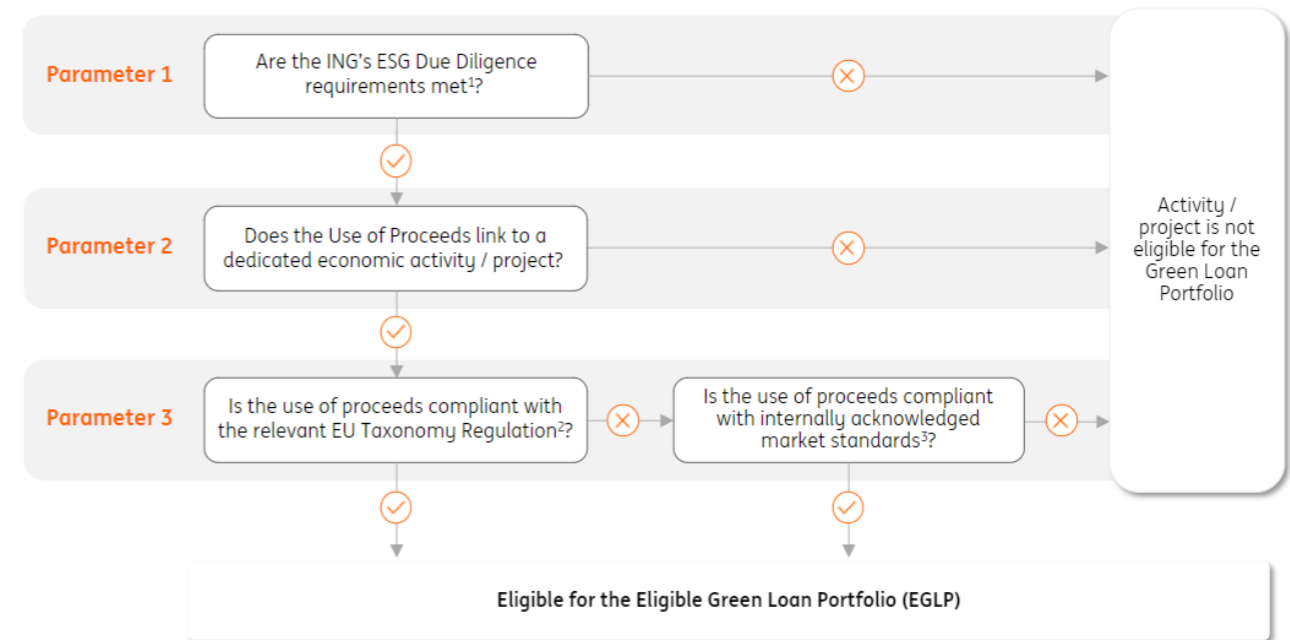 Parameter 1
Are the ING's ESG Due Diligence
requirements met¹?
Parameter 2
Does the Use of Proceeds link to a
dedicated economic activity / project?
Parameter 3
Is the use of proceeds compliant with
the relevant EU Taxonomy Regulation²?
Is the use of proceeds compliant
with internally acknowledged
market standards³?
Activity /
project is not
eligible for the
Green Loan
Portfolio
Eligible for the Eligible Green Loan Portfolio (EGLP)